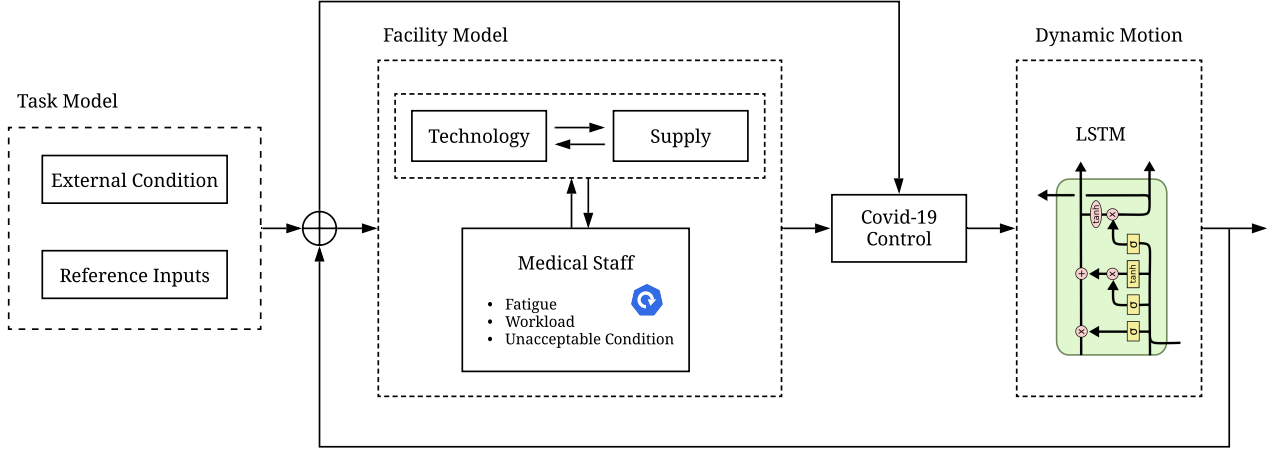 Task Model
External Condition
Reference Inputs
Facility Model
Technology
Supply
Medical Staff
• Fatigue
• Workload
• Unacceptable Condition
Covid-19
Control
Dynamic Motion
LSTM
tanh
x
σ
+
x
tanh
σ
x
σ